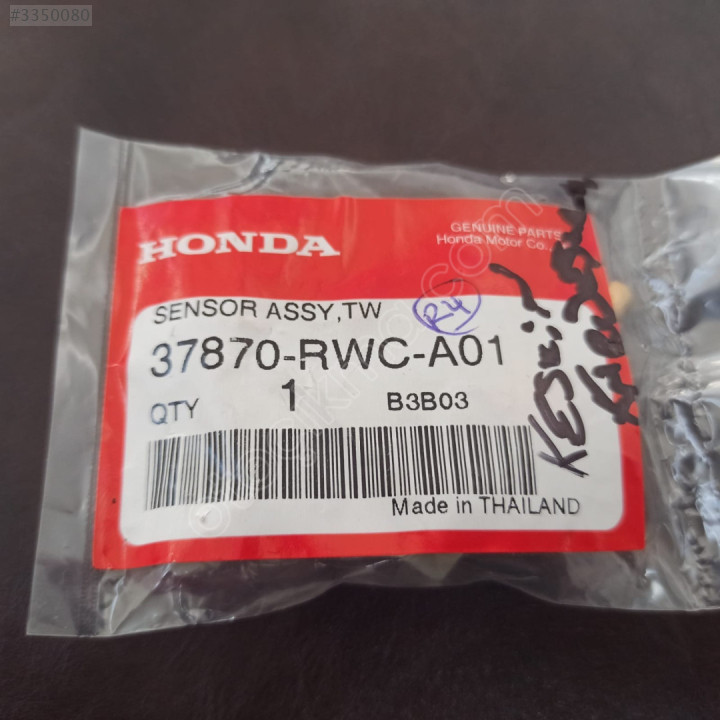 #3350080
HONDA
GENUINE PARTS
Honda Motor Co.,
SENSOR ASSY,TW
R4
37870-RWC-A01
QTY 1 B3B03
Made in THAILAND